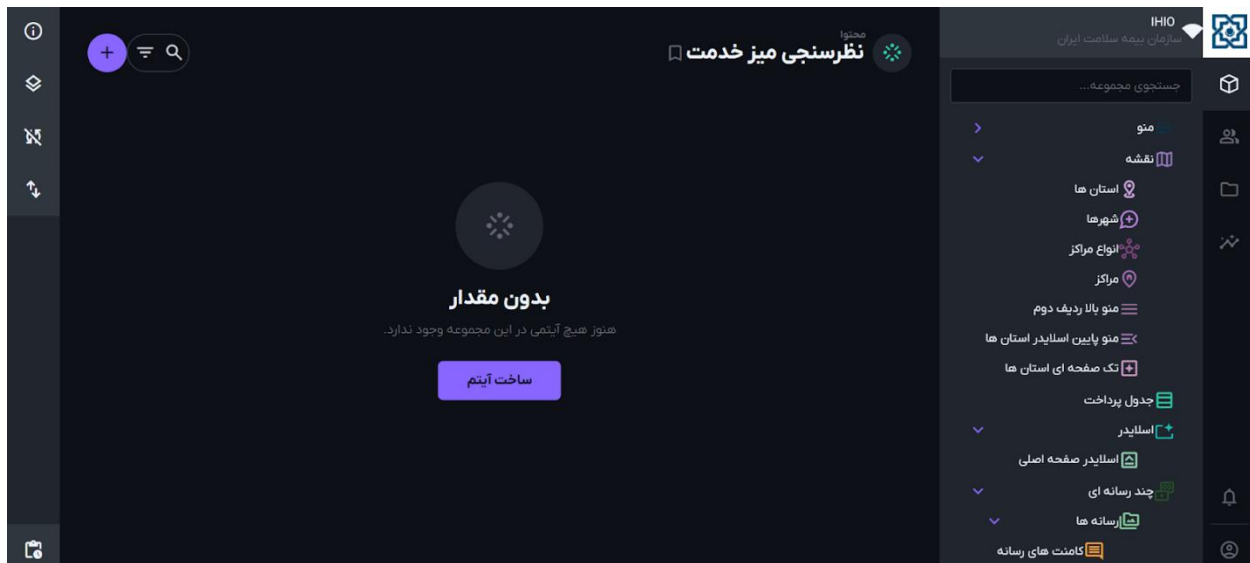 IHIO
سازمان بیمه سلامت ایران
جستجوی مجموعه...
منو
نقشه
استان ها
شهرها
انواع مراکز
مراکز
منو بالا ردیف دوم
منو پایین اسلایدر استان ها
تک صفحه ای استان ها
جدول پرداخت
اسلایدر
اسلایدر صفحه اصلی
چند رسانه ای
رسانه ها
کامنت های رسانه
محتوا
نظرسنجی میز خدمت
بدون مقدار
هنوز هیچ آیتمی در این مجموعه وجود ندارد.
ساخت آیتم